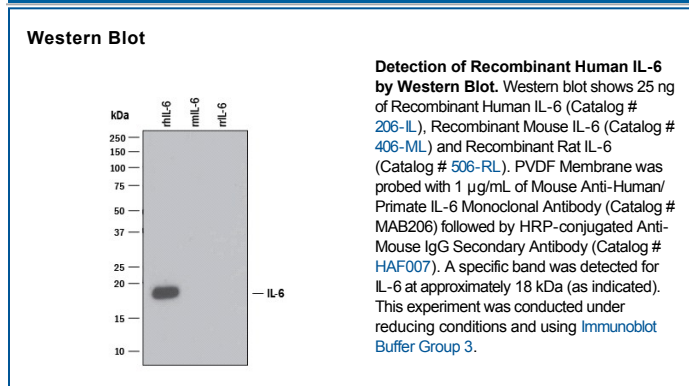 Western Blot
kDa
rhIL-6
rmIL-6
rrIL-6
250
150
100
75
50
37
25
20
15
10
IL-6
Detection of Recombinant Human IL-6
by Western Blot. Western blot shows 25 ng
of Recombinant Human IL-6 (Catalog #
206-IL), Recombinant Mouse IL-6 (Catalog #
406-ML) and Recombinant Rat IL-6
(Catalog # 506-RL). PVDF Membrane was
probed with 1 µg/mL of Mouse Anti-Human/
Primate IL-6 Monoclonal Antibody (Catalog #
MAB206) followed by HRP-conjugated Anti-
Mouse IgG Secondary Antibody (Catalog #
HAF007). A specific band was detected for
IL-6 at approximately 18 kDa (as indicated).
This experiment was conducted under
reducing conditions and using Immunoblot
Buffer Group 3.